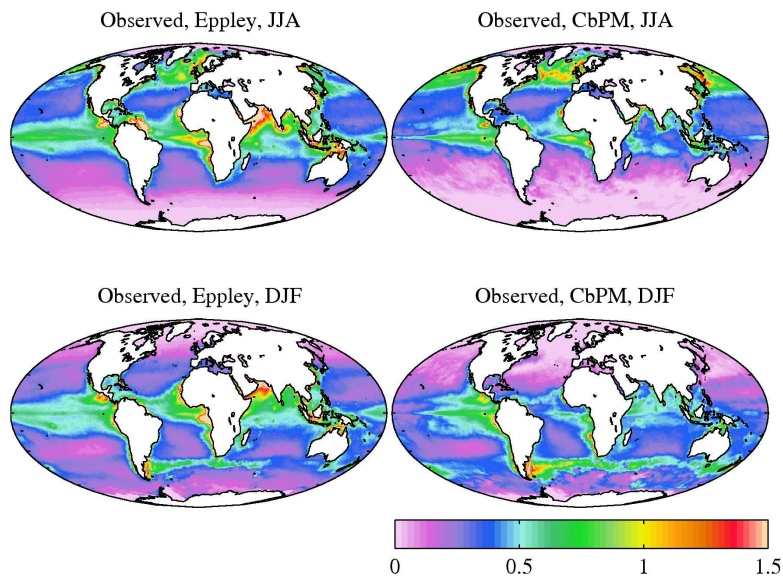 Observed, Eppley, JJA
Observed, CbPM, JJA
Observed, Eppley, DJF
Observed, CbPM, DJF
0 0.5 1 1.5